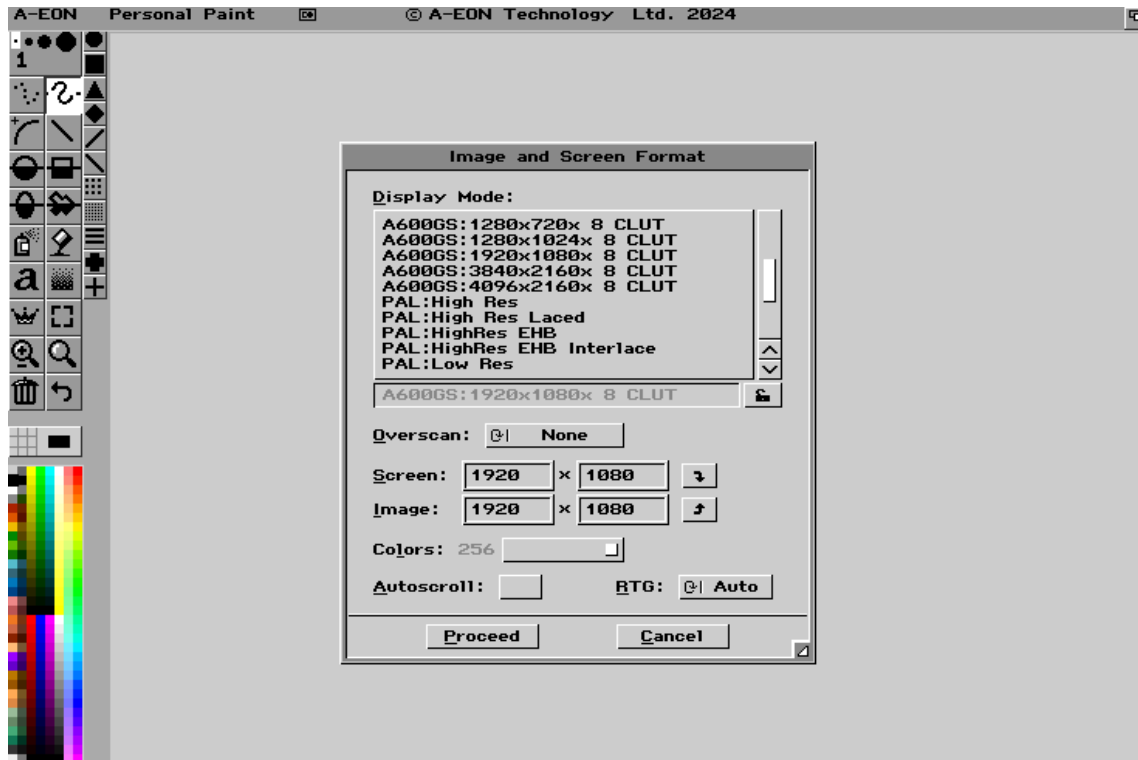 A-EON Personal Paint © A-EON Technology Ltd. 2024
1
a
Image and Screen Format
Display Mode:
A600GS:1280x720x 8 CLUT
A600GS:1280x1024x 8 CLUT
A600GS:1920x1080x 8 CLUT
A600GS:3840x2160x 8 CLUT
A600GS:4096x2160x 8 CLUT
PAL:High Res
PAL:High Res Laced
PAL:HighRes EHB
PAL:HighRes EHB Interlace
PAL:Low Res
A600GS:1920x1080x 8 CLUT
Overscan: None
Screen: 1920 × 1080
Image: 1920 × 1080
Colors: 256
Autoscroll: RTG: Auto
Proceed Cancel